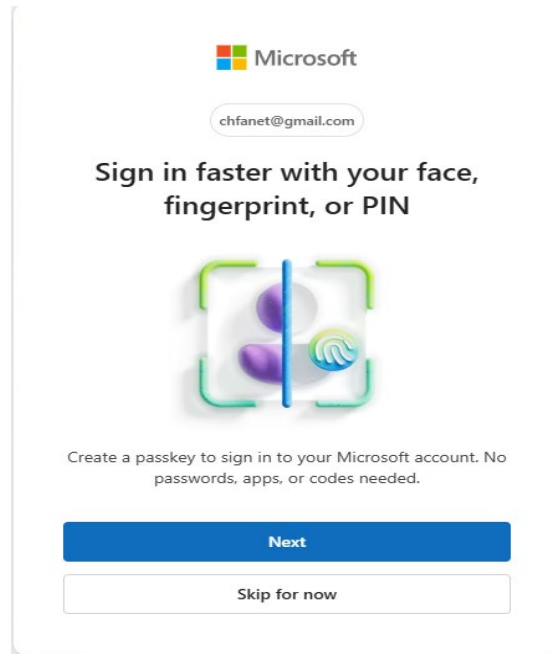 Microsoft
chfanet@gmail.com
Sign in faster with your face,
fingerprint, or PIN
Create a passkey to sign in to your Microsoft account. No
passwords, apps, or codes needed.
Next
Skip for now